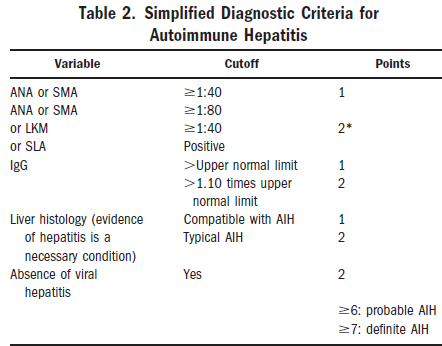 Table 2. Simplified Diagnostic Criteria for
Autoimmune Hepatitis
Variable Cutoff Points
ANA or SMA ≥1:40 1
ANA or SMA ≥1:80
or LKM ≥1:40 2*
or SLA Positive
IgG >Upper normal limit 1
>1.10 times upper 2
normal limit
Liver histology (evidence Compatible with AIH 1
of hepatitis is a Typical AIH 2
necessary condition)
Absence of viral Yes 2
hepatitis
≥6: probable AIH
≥7: definite AIH